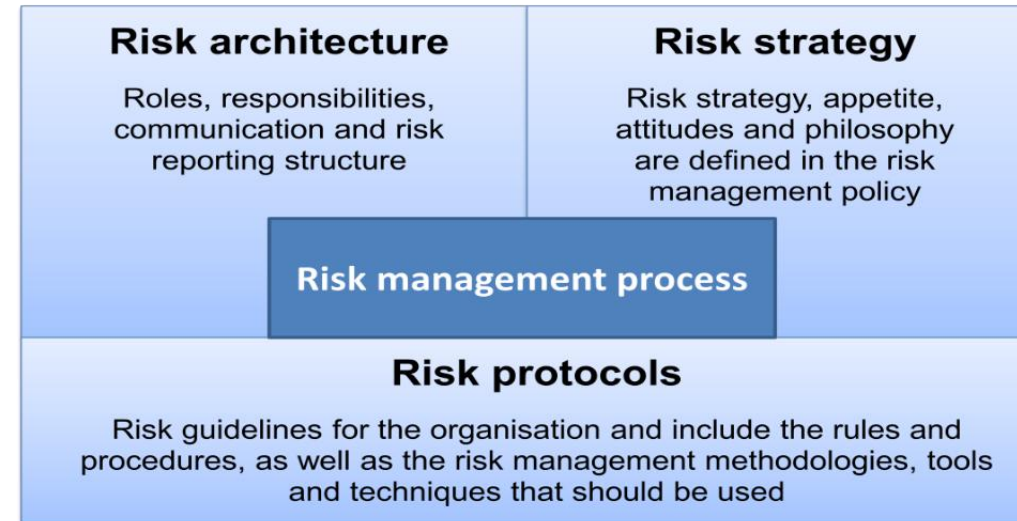 Risk architecture
Roles, responsibilities,
communication and risk
reporting structure
Risk strategy
Risk strategy, appetite,
attitudes and philosophy
are defined in the risk
management policy
Risk management process
Risk protocols
Risk guidelines for the organisation and include the rules and
procedures, as well as the risk management methodologies, tools
and techniques that should be used